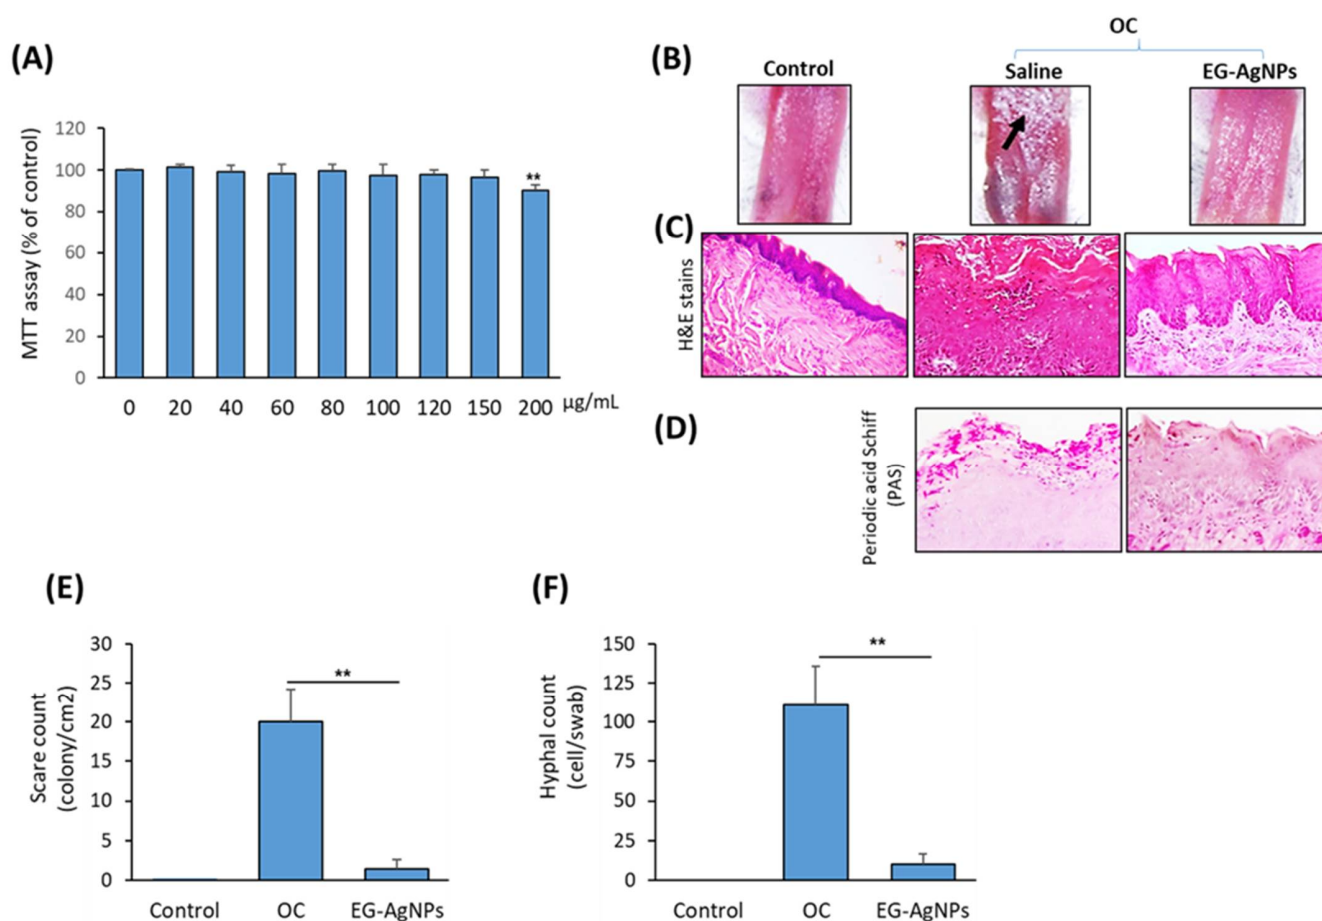 (A)
MTT assay (% of control)
120
100
80
60
40
20
0
**
0 20 40 60 80 100 120 150 200 µg/mL
OC
(B)
Control Saline EG-AgNPs
(C)
H&E stains
(D)
Periodic acid Schiff
(PAS)
(E)
Scare count
(colony/cm2)
30
25
20
15
10
5
0
**
Control OC EG-AgNPs
(F)
Hyphal count
(cell/swab)
150
125
100
75
50
25
0
**
Control OC EG-AgNPs